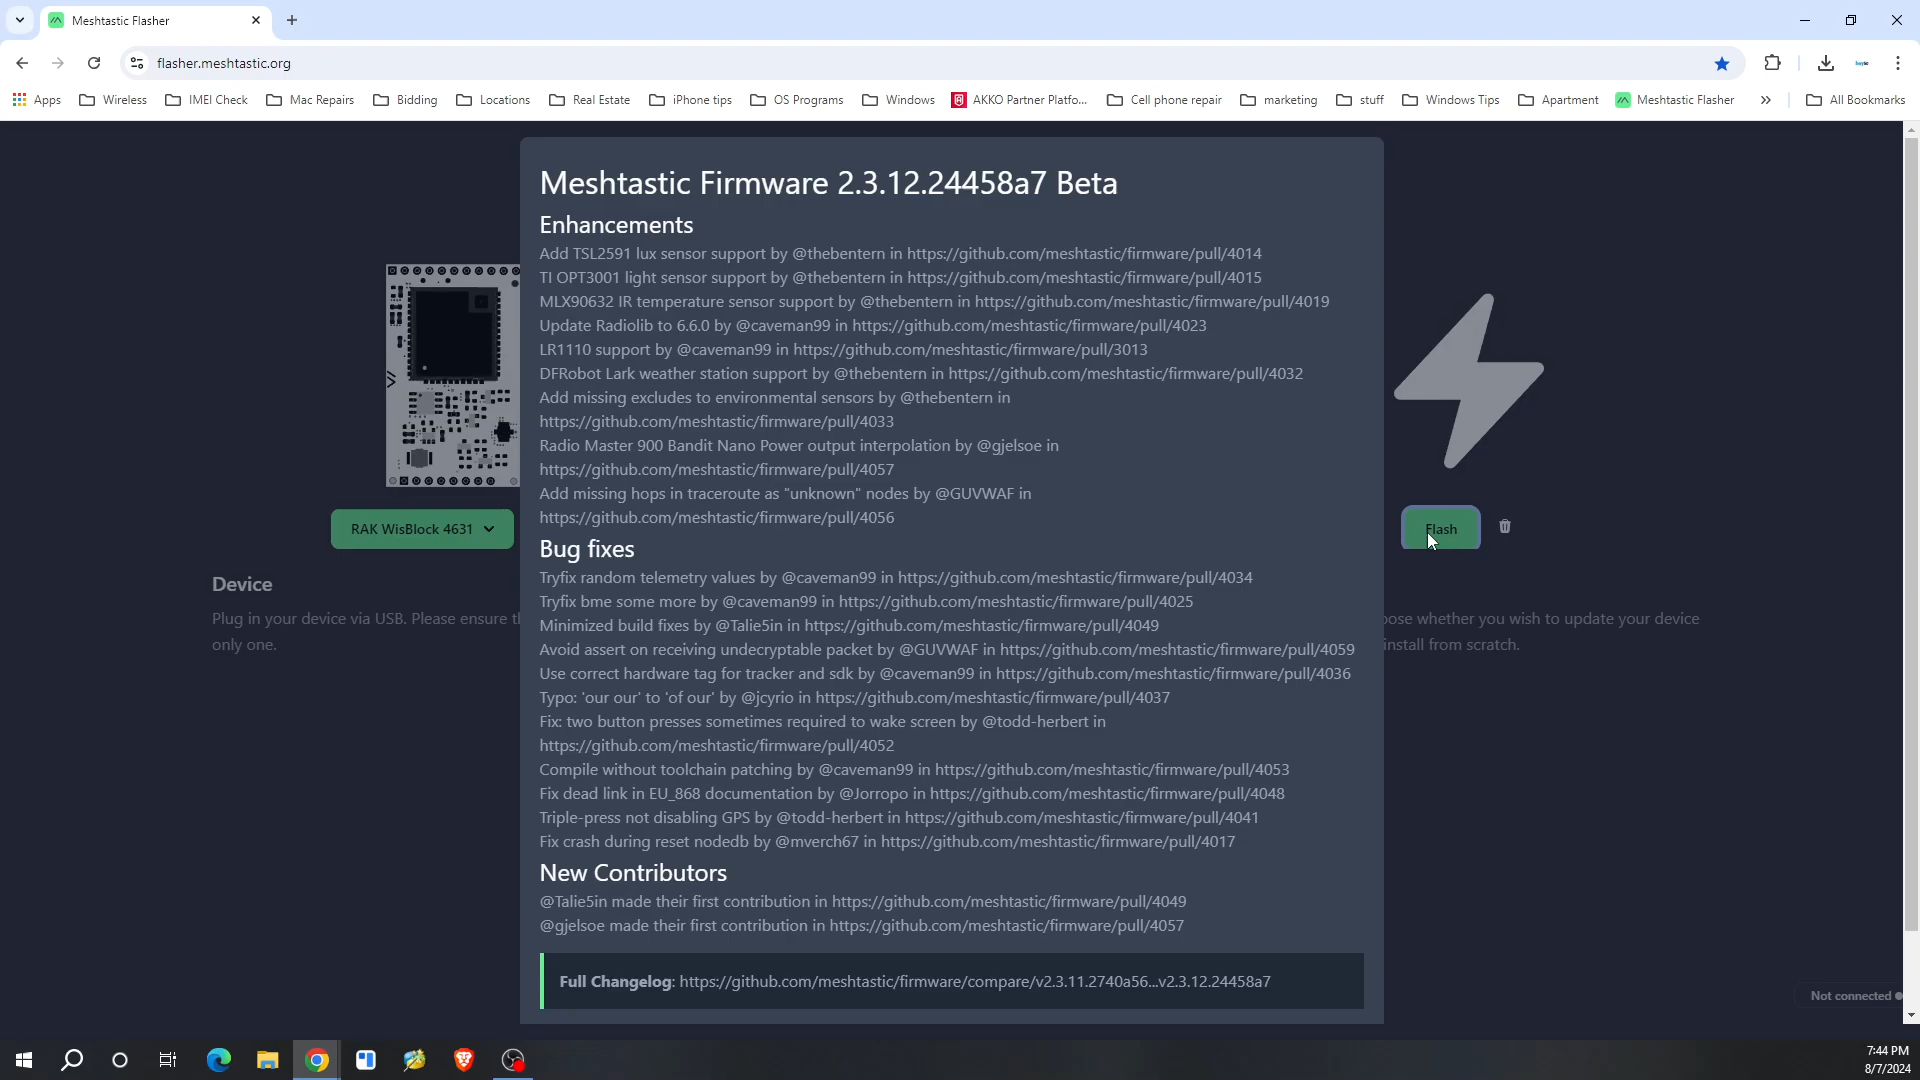 Meshtastic Flasher
flasher.meshtastic.org
Apps
Wireless
IMEI Check
Mac Repairs
Bidding
Locations
Real Estate
iPhone tips
OS Programs
Windows
AKKO Partner Platfo...
Cell phone repair
marketing
stuff
Windows Tips
Apartment
Meshtastic Flasher
All Bookmarks
Meshtastic Firmware 2.3.12.24458a7 Beta
Enhancements
Add TSL2591 lux sensor support by @thebentern in https://github.com/meshtastic/firmware/pull/4014
TI OPT3001 light sensor support by @thebentern in https://github.com/meshtastic/firmware/pull/4015
MLX90632 IR temperature sensor support by @thebentern in https://github.com/meshtastic/firmware/pull/4019
Update Radiolib to 6.6.0 by @caveman99 in https://github.com/meshtastic/firmware/pull/4023
LR1110 support by @caveman99 in https://github.com/meshtastic/firmware/pull/3013
DFRobot Lark weather station support by @thebentern in https://github.com/meshtastic/firmware/pull/4032
Add missing excludes to environmental sensors by @thebentern in
https://github.com/meshtastic/firmware/pull/4033
Radio Master 900 Bandit Nano Power output interpolation by @gjelsoe in
https://github.com/meshtastic/firmware/pull/4057
Add missing hops in traceroute as "unknown" nodes by @GUVWAF in
https://github.com/meshtastic/firmware/pull/4056
Bug fixes
Tryfix random telemetry values by @caveman99 in https://github.com/meshtastic/firmware/pull/4034
Tryfix bme some more by @caveman99 in https://github.com/meshtastic/firmware/pull/4025
Minimized build fixes by @Talie5in in https://github.com/meshtastic/firmware/pull/4049
Avoid assert on receiving undecryptable packet by @GUVWAF in https://github.com/meshtastic/firmware/pull/4059
Use correct hardware tag for tracker and sdk by @caveman99 in https://github.com/meshtastic/firmware/pull/4036
Typo: 'our our' to 'of our' by @jcyrio in https://github.com/meshtastic/firmware/pull/4037
Fix: two button presses sometimes required to wake screen by @todd-herbert in
https://github.com/meshtastic/firmware/pull/4052
Compile without toolchain patching by @caveman99 in https://github.com/meshtastic/firmware/pull/4053
Fix dead link in EU_868 documentation by @Jorropo in https://github.com/meshtastic/firmware/pull/4048
Triple-press not disabling GPS by @todd-herbert in https://github.com/meshtastic/firmware/pull/4041
Fix crash during reset nodedb by @mverch67 in https://github.com/meshtastic/firmware/pull/4017
New Contributors
@Talie5in made their first contribution in https://github.com/meshtastic/firmware/pull/4049
@gjelsoe made their first contribution in https://github.com/meshtastic/firmware/pull/4057
Full Changelog: https://github.com/meshtastic/firmware/compare/v2.3.11.2740a56...v2.3.12.24458a7
RAK WisBlock 4631
Device
Plug in your device via USB. Please ensure t
only one.
Flash
ose whether you wish to update your device
install from scratch.
Not connected
7:44 PM
8/7/2024